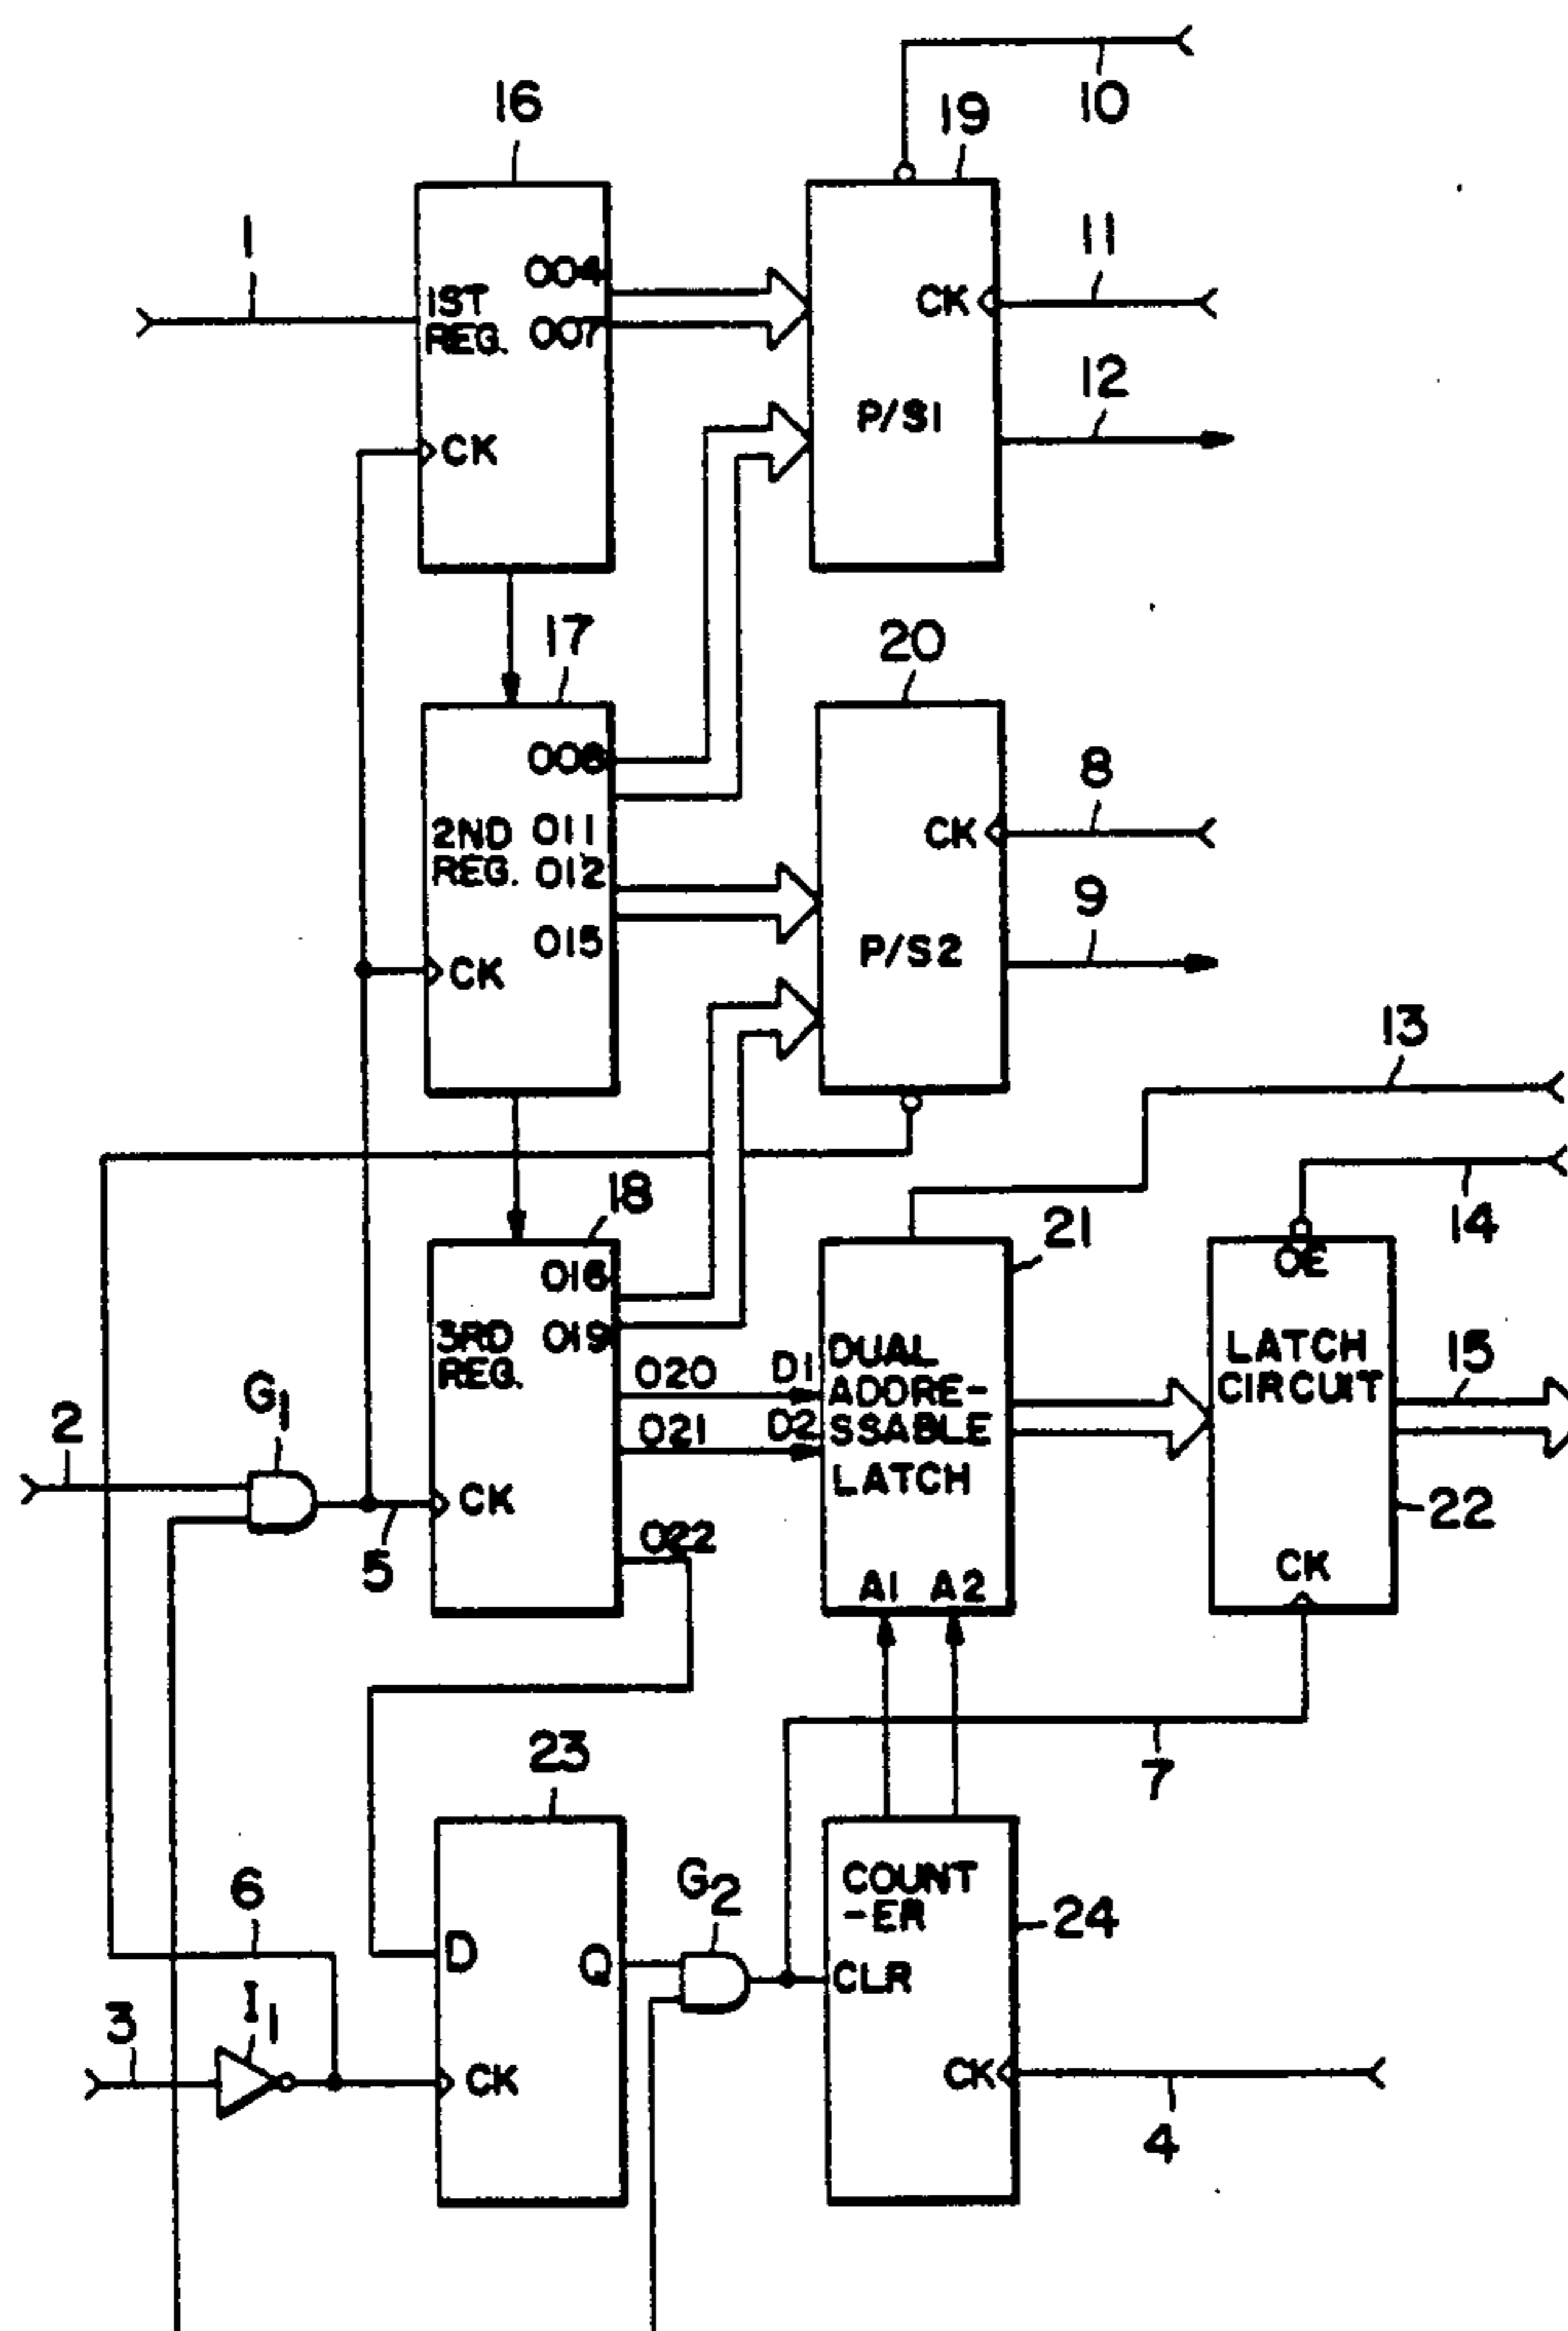 10
16
19
1
11
004
1ST
REG. 007
CK
12
P/S1
CK
17
20
008
8
2ND 011
REG. 012
CK
9
015
P/S2
CK
13
18
14
21
016
OE
3RD 019
REG.
DUAL
ADDRE-
SSABLE
LATCH
LATCH
CIRCUIT
15
020 D1
021 D2
G1
2
CK
22
5
022
CK
A1 A2
23
7
G2
COUNT
-ER
24
6
D
Q
CLR
I1
3
CK
CK
4